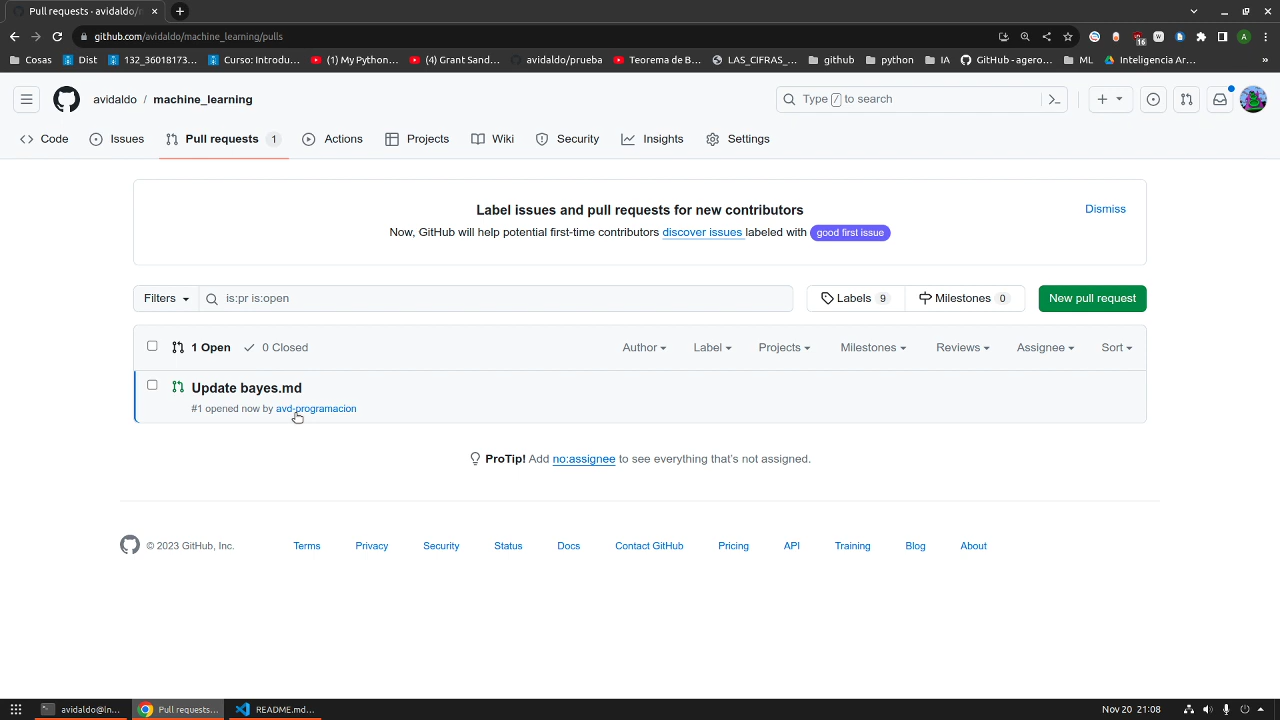 Pull requests · avidaldo/m
github.com/avidaldo/machine_learning/pulls
16
A
Cosas
Dist
132_36018173...
Curso: Introdu...
(1) My Python...
(4) Grant Sand...
avidaldo/prueba
Teorema de B...
LAS_CIFRAS_...
github
python
IA
GitHub - agero...
ML
Inteligencia Ar...
»
avidaldo / machine_learning
Type / to search
Code
Issues
Pull requests 1
Actions
Projects
Wiki
Security
Insights
Settings
Label issues and pull requests for new contributors
Dismiss
Now, GitHub will help potential first-time contributors discover issues labeled with good first issue
Filters
is:pr is:open
Labels 9
Milestones 0
New pull request
1 Open
0 Closed
Author
Label
Projects
Milestones
Reviews
Assignee
Sort
Update bayes.md
#1 opened now by avd-programacion
ProTip! Add no:assignee to see everything that's not assigned.
© 2023 GitHub, Inc.
Terms
Privacy
Security
Status
Docs
Contact GitHub
Pricing
API
Training
Blog
About
avidaldo@ln...
Pull requests...
README.md...
Nov 20 21:08